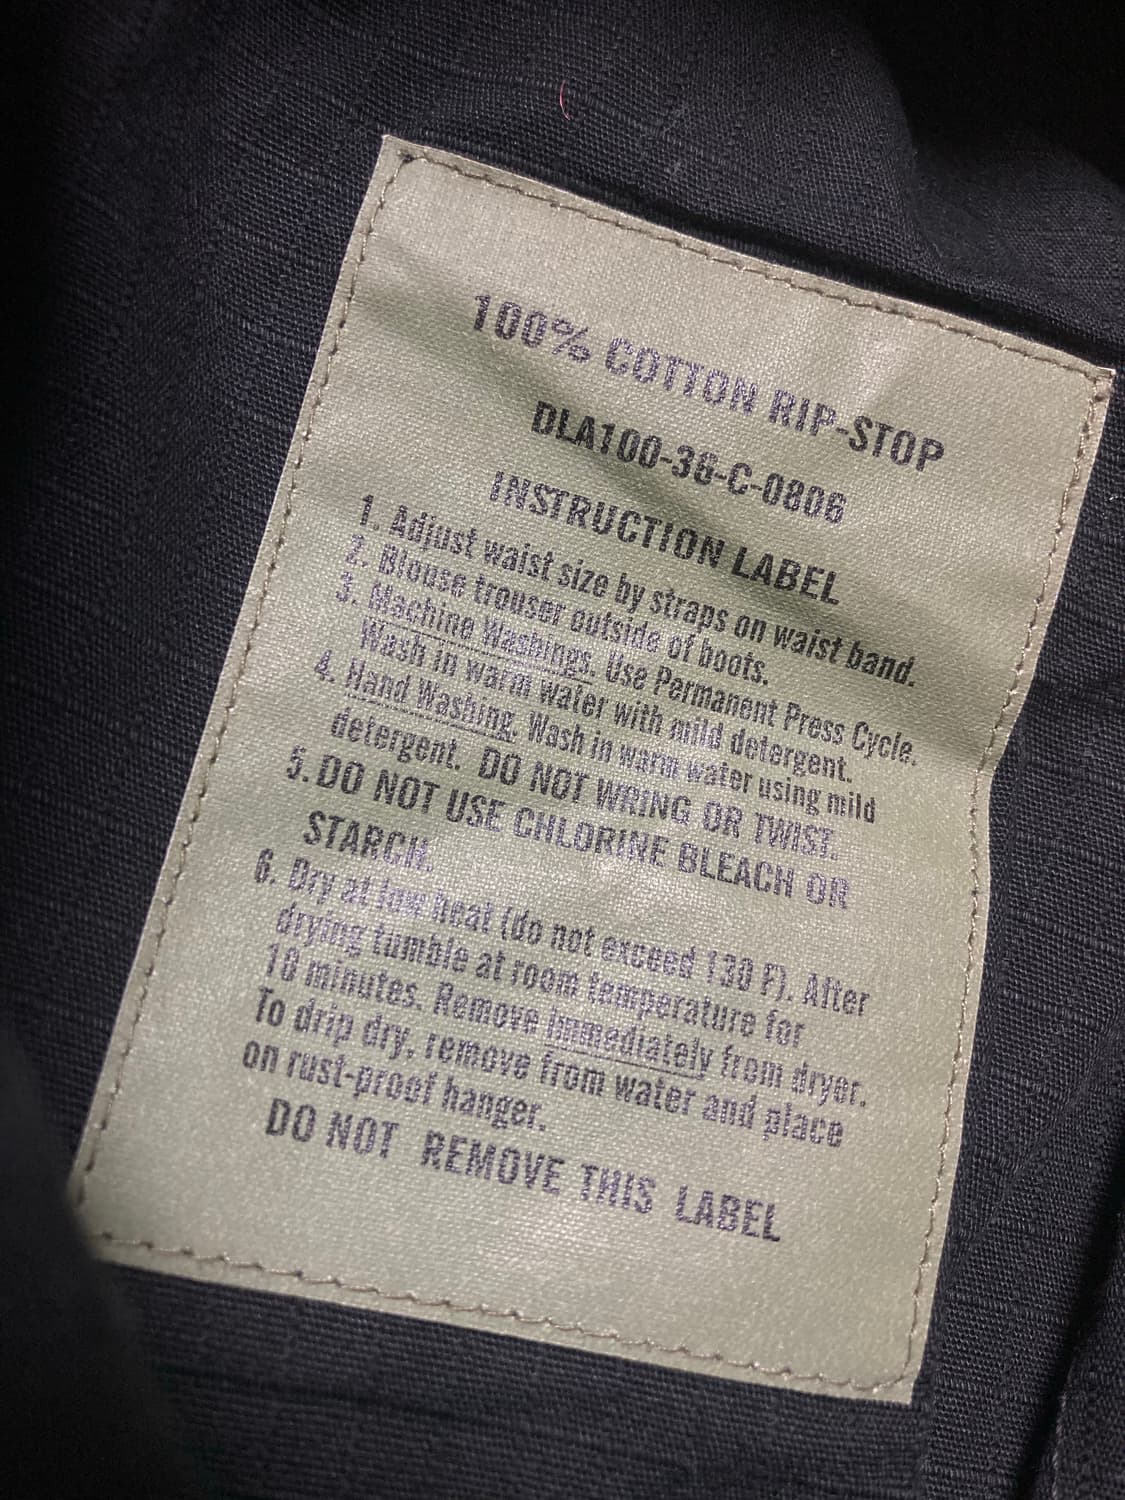 100% COTTON RIP-STOP
DLA100-38-C-0806
INSTRUCTION LABEL
1. Adjust waist size by straps on waist band.
2. Blouse trouser outside of boots.
3. Machine Washings. Use Permanent Press Cycle.
Wash in warm water with mild detergent.
4. Hand Washing. Wash in warm water using mild
detergent. DO NOT WRING OR TWIST.
5. DO NOT USE CHLORINE BLEACH OR
STARCH.
6. Dry at low heat (do not exceed 130 F). After
drying tumble at room temperature for
10 minutes. Remove immediately from dryer.
To drip dry, remove from water and place
on rust-proof hanger.
DO NOT REMOVE THIS LABEL